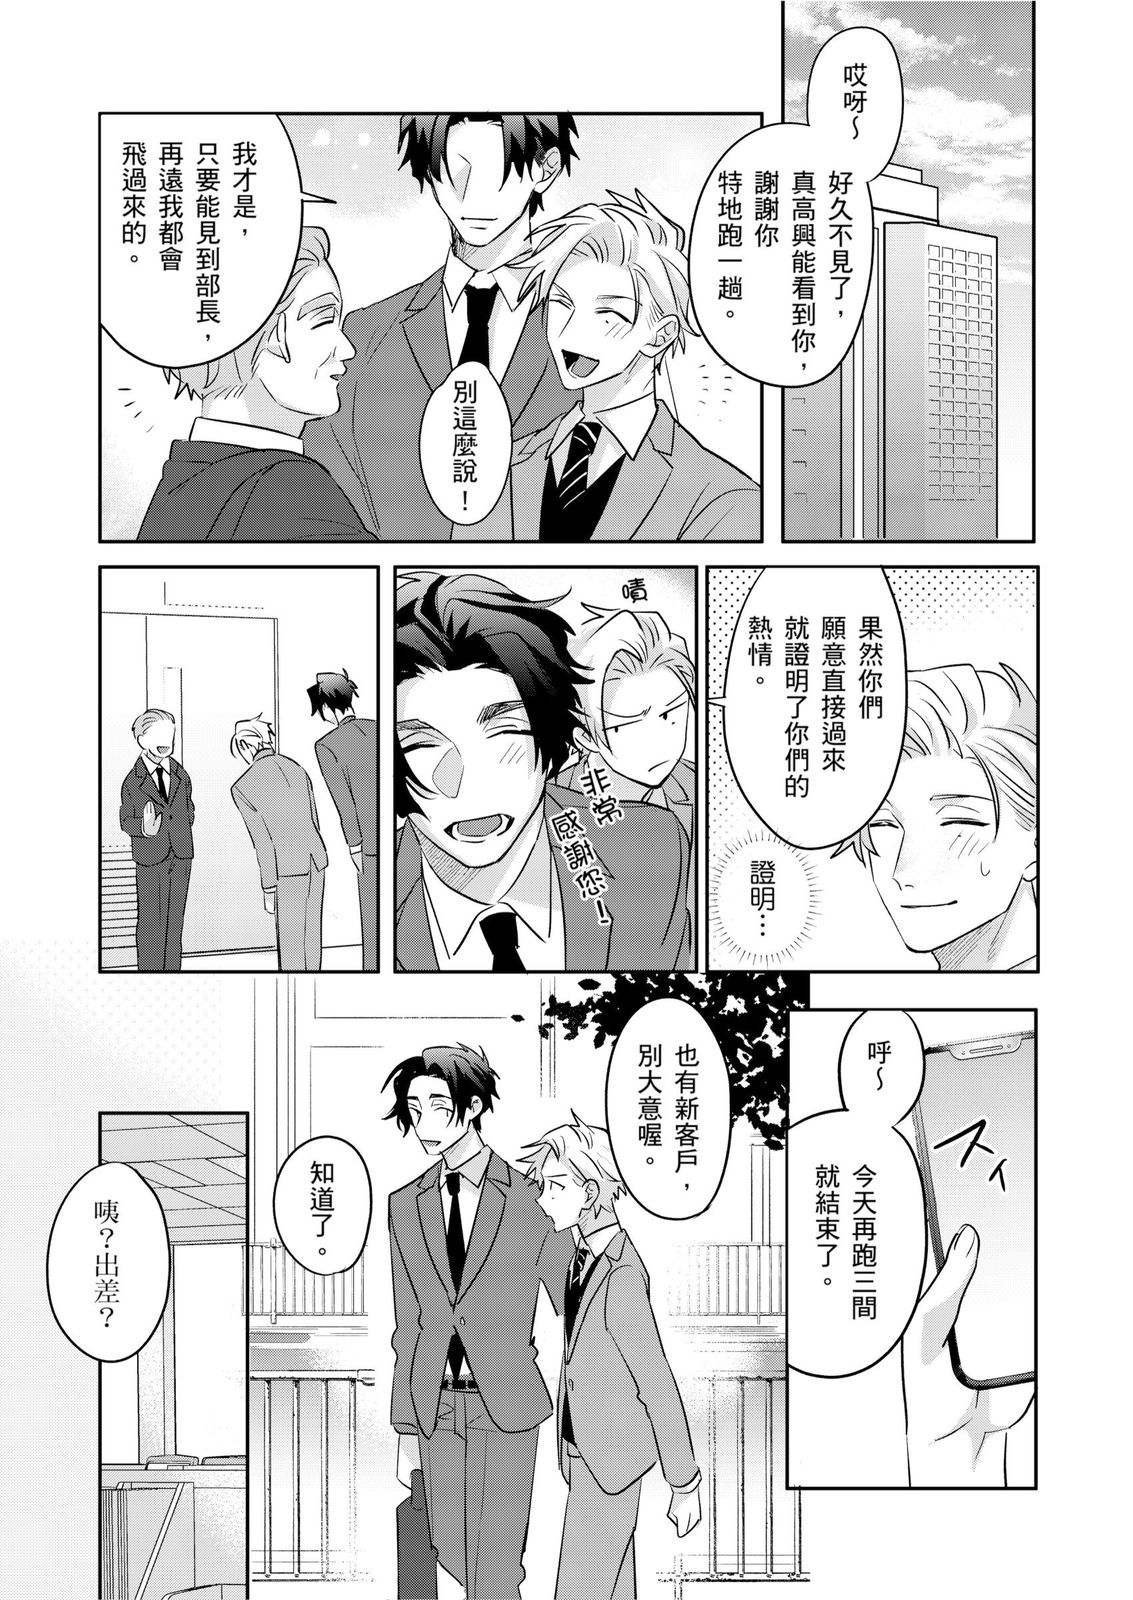 哎呀～
好久不見了，
真高興能看到你，
謝謝你
特地跑一趟。
我才是，
只要能見到部長，
再遠我都會
飛過來的。
別這麼說！
果然你們
願意直接過來
就證明了你們的
熱情。
證明…
嘖
非常
感謝您！
呼～
今天再跑三間
就結束了。
スイ
也有新客戶，
別大意喔。
知道了。
咦？出差？